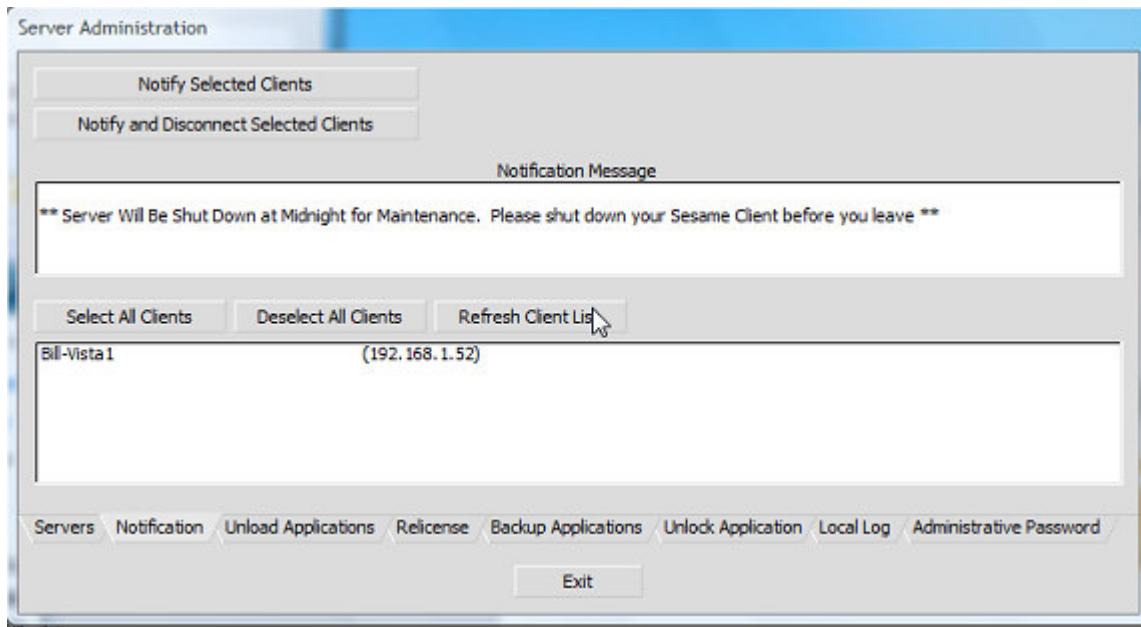 Server Administration
Notify Selected Clients
Notify and Disconnect Selected Clients
Notification Message
** Server Will Be Shut Down at Midnight for Maintenance. Please shut down your Sesame Client before you leave **
Select All Clients Deselect All Clients Refresh Client Lis
Bill-Vista1 (192.168.1.52)
Servers Notification Unload Applications Relicense Backup Applications Unlock Application Local Log Administrative Password
Exit